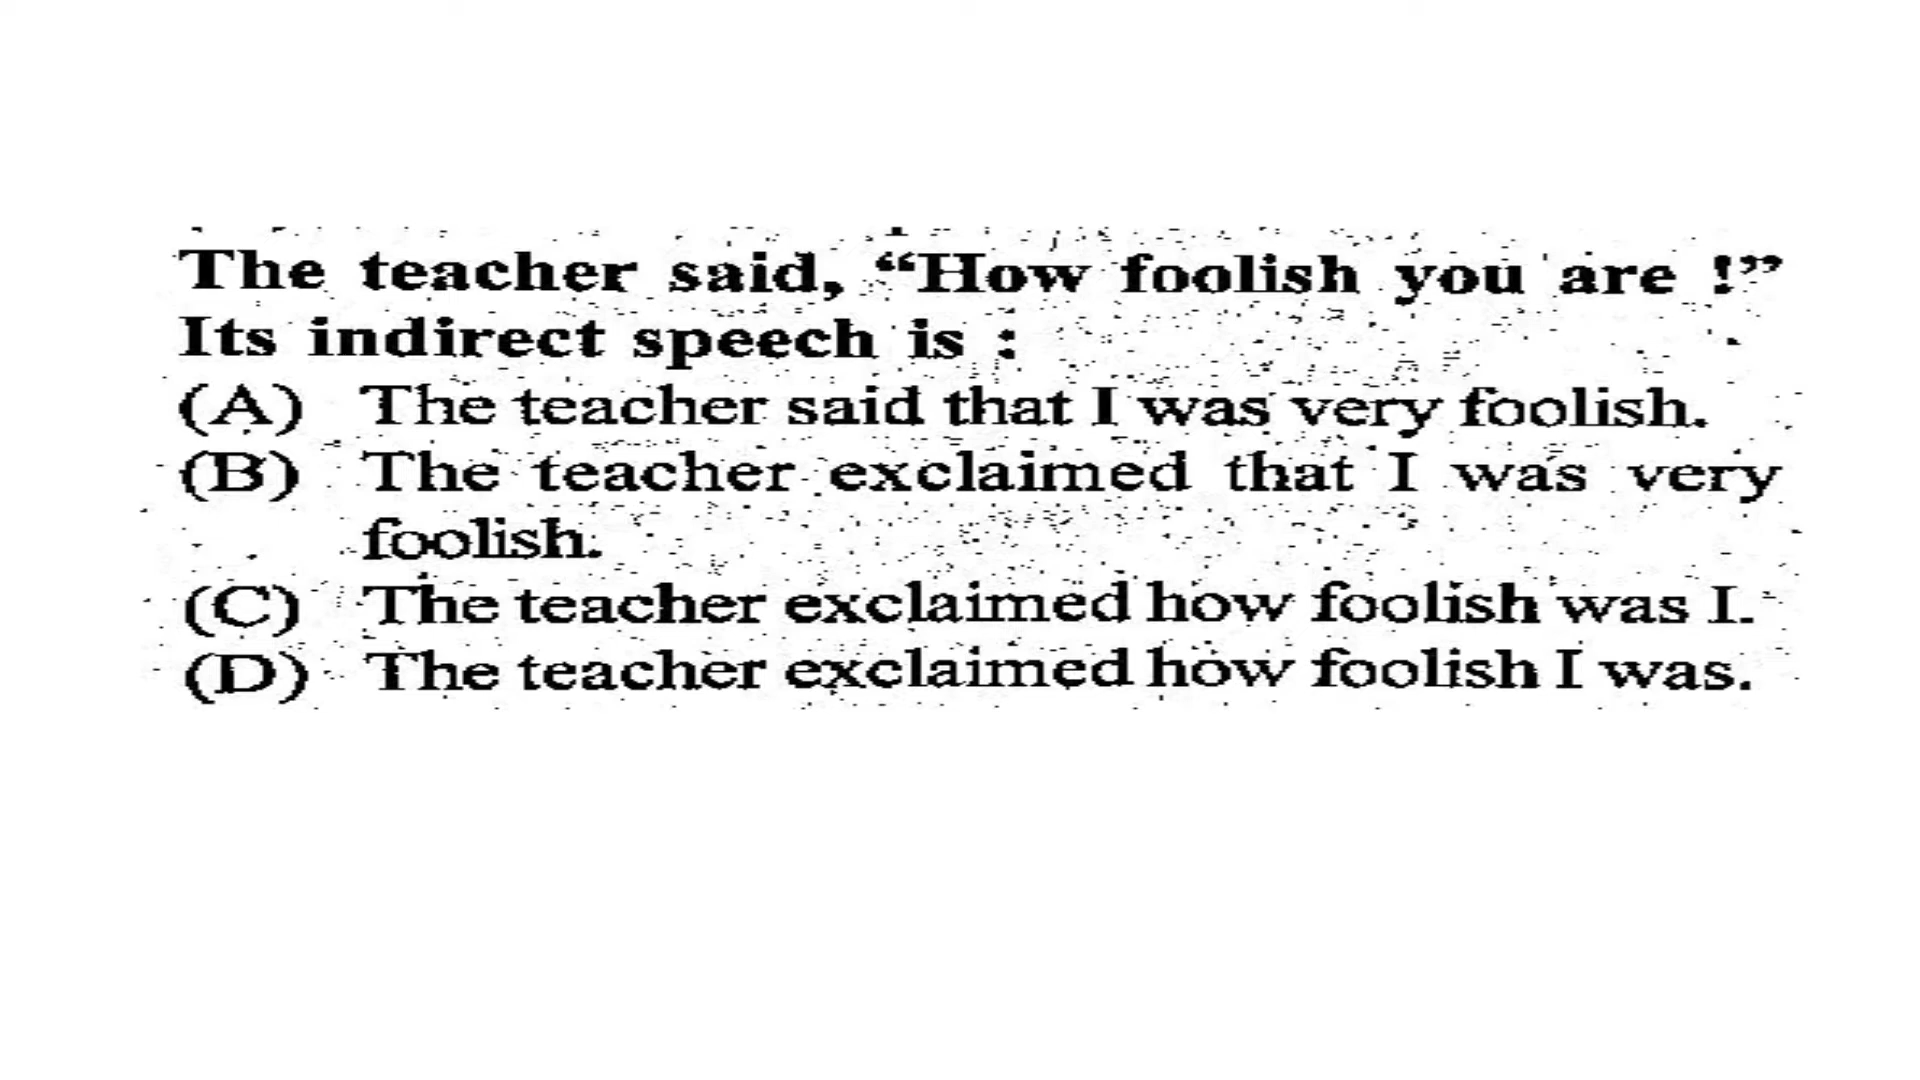 The teacher said, “How foolish you are !”
Its indirect speech is :
(A) The teacher said that I was very foolish.
(B) The teacher exclaimed that I was very
foolish.
(C) The teacher exclaimed how foolish was I.
(D) The teacher exclaimed how foolish I was.